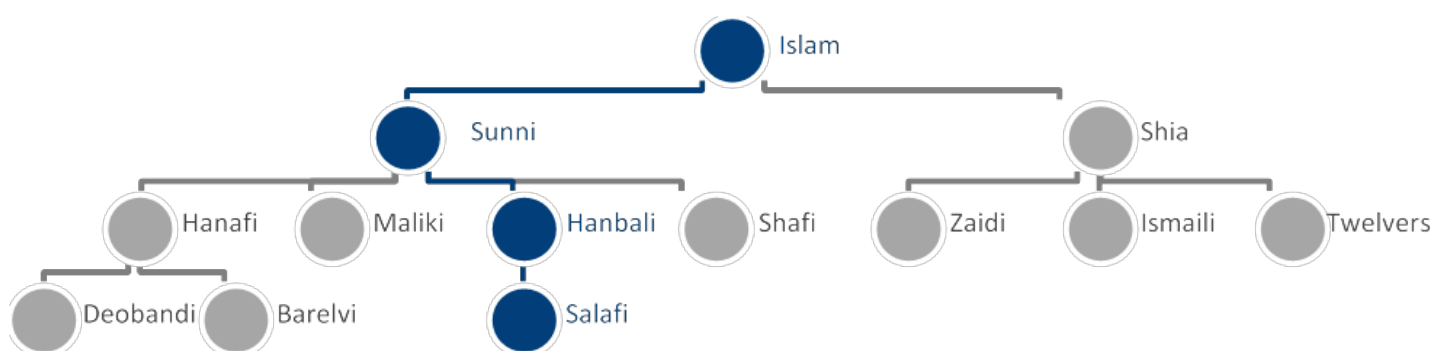 Islam
Sunni
Shia
Hanafi
Maliki
Hanbali
Shafi
Zaidi
Ismaili
Twelvers
Deobandi
Barelvi
Salafi